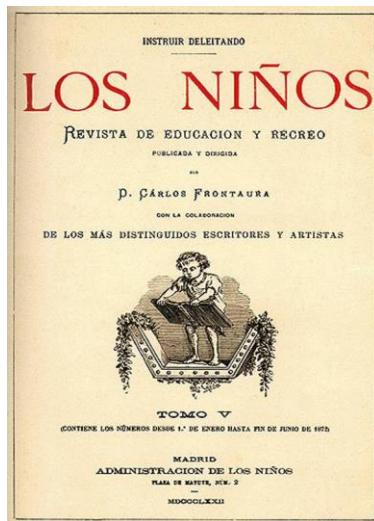 INSTRUIR DELEITANDO
LOS NIÑOS
REVISTA DE EDUCACION Y RECREO
PUBLICADA Y DIRIGIDA
POR
D. CÁRLOS FRONTAURA
CON LA COLABORACION
DE LOS MÁS DISTINGUIDOS ESCRITORES Y ARTISTAS
TOMO V
(CONTIENE LOS NÚMEROS DESDE 1.º DE ENERO HASTA FIN DE JUNIO DE 1872)
MADRID
ADMINISTRACION DE LOS NIÑOS
PLAZA DE MATUTE, NÚM. 2
MDCCCLXXII